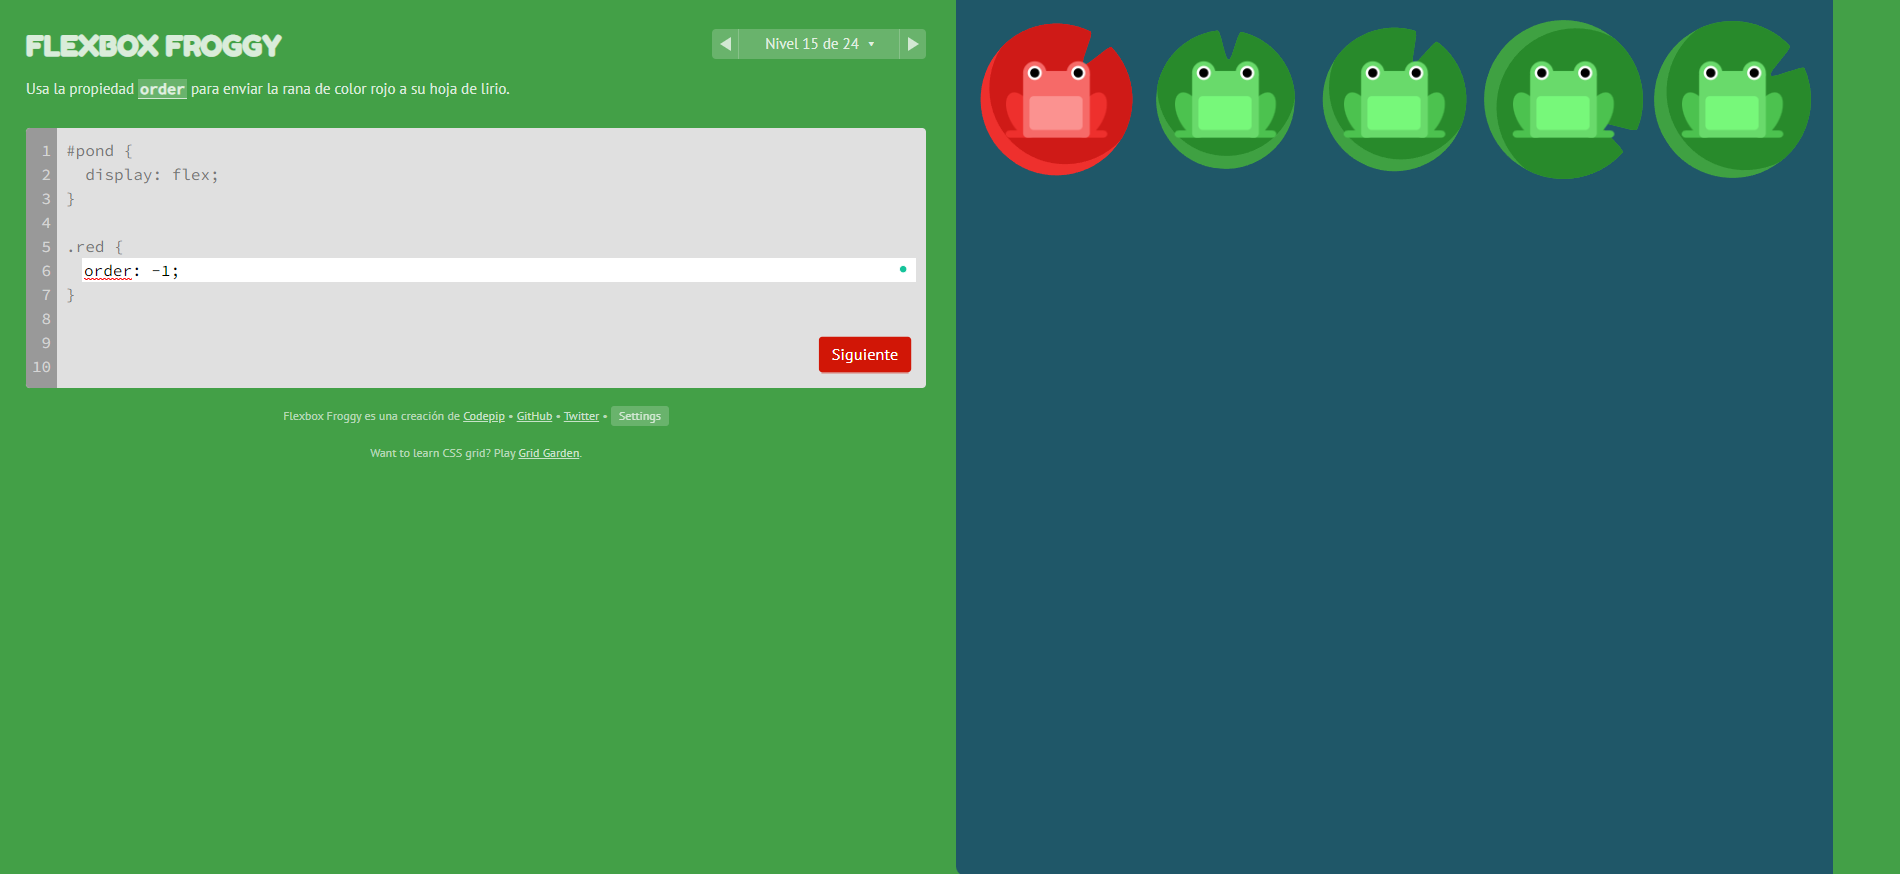 FLEXBOX FROGGY
Nivel 15 de 24
Usa la propiedad order para enviar la rana de color rojo a su hoja de lirio.
1 #pond {
2 display: flex;
3 }
4
5 .red {
6 order: -1;
7 }
8
9
10
Siguiente
Flexbox Froggy es una creación de Codepip • GitHub • Twitter • Settings
Want to learn CSS grid? Play Grid Garden.